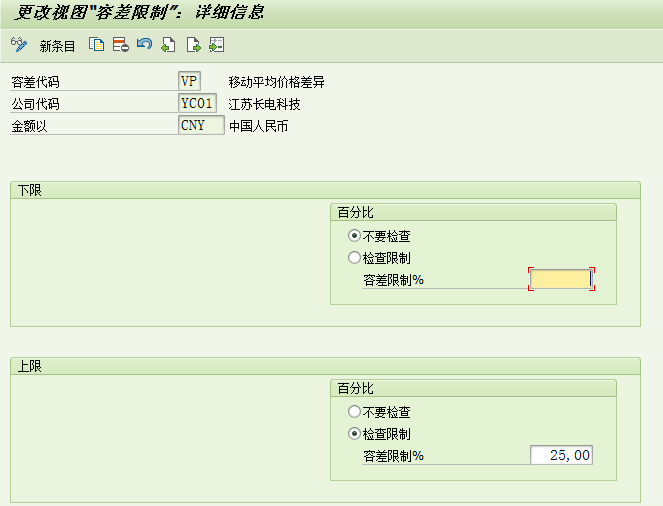 更改视图"容差限制": 详细信息
新条目
容差代码 VP 移动平均价格差异
公司代码 YC01 江苏长电科技
金额以 CNY 中国人民币
下限
百分比
不要检查
检查限制
容差限制%
上限
百分比
不要检查
检查限制
容差限制% 25,00